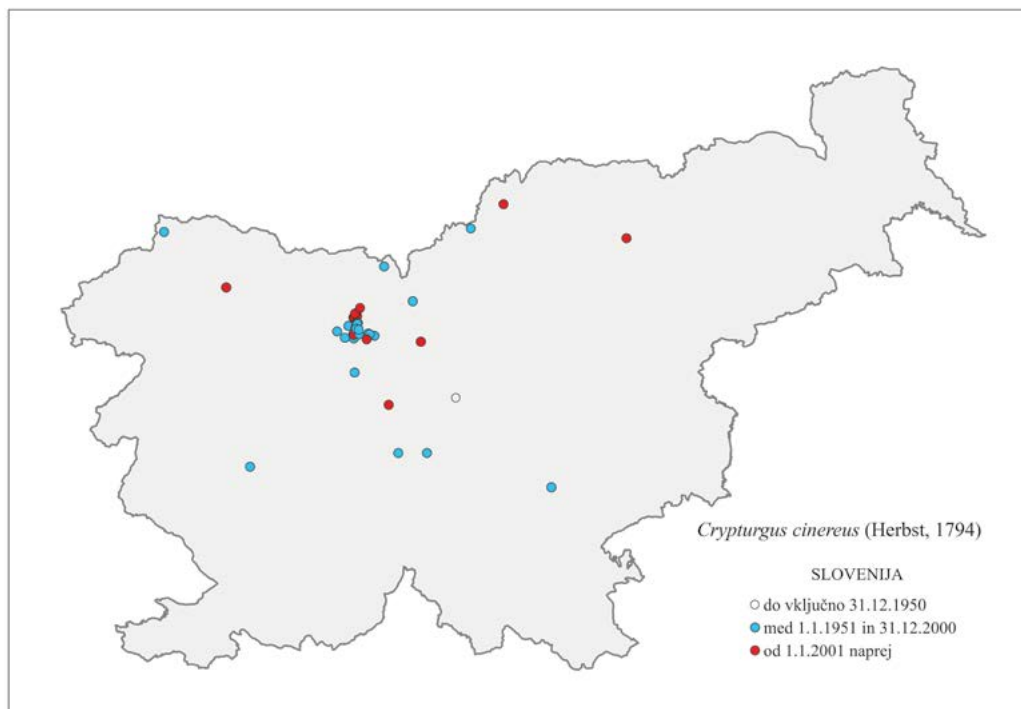 Crypturgus cinereus (Herbst, 1794)
SLOVENIJA
do vključno 31.12.1950
med 1.1.1951 in 31.12.2000
od 1.1.2001 naprej